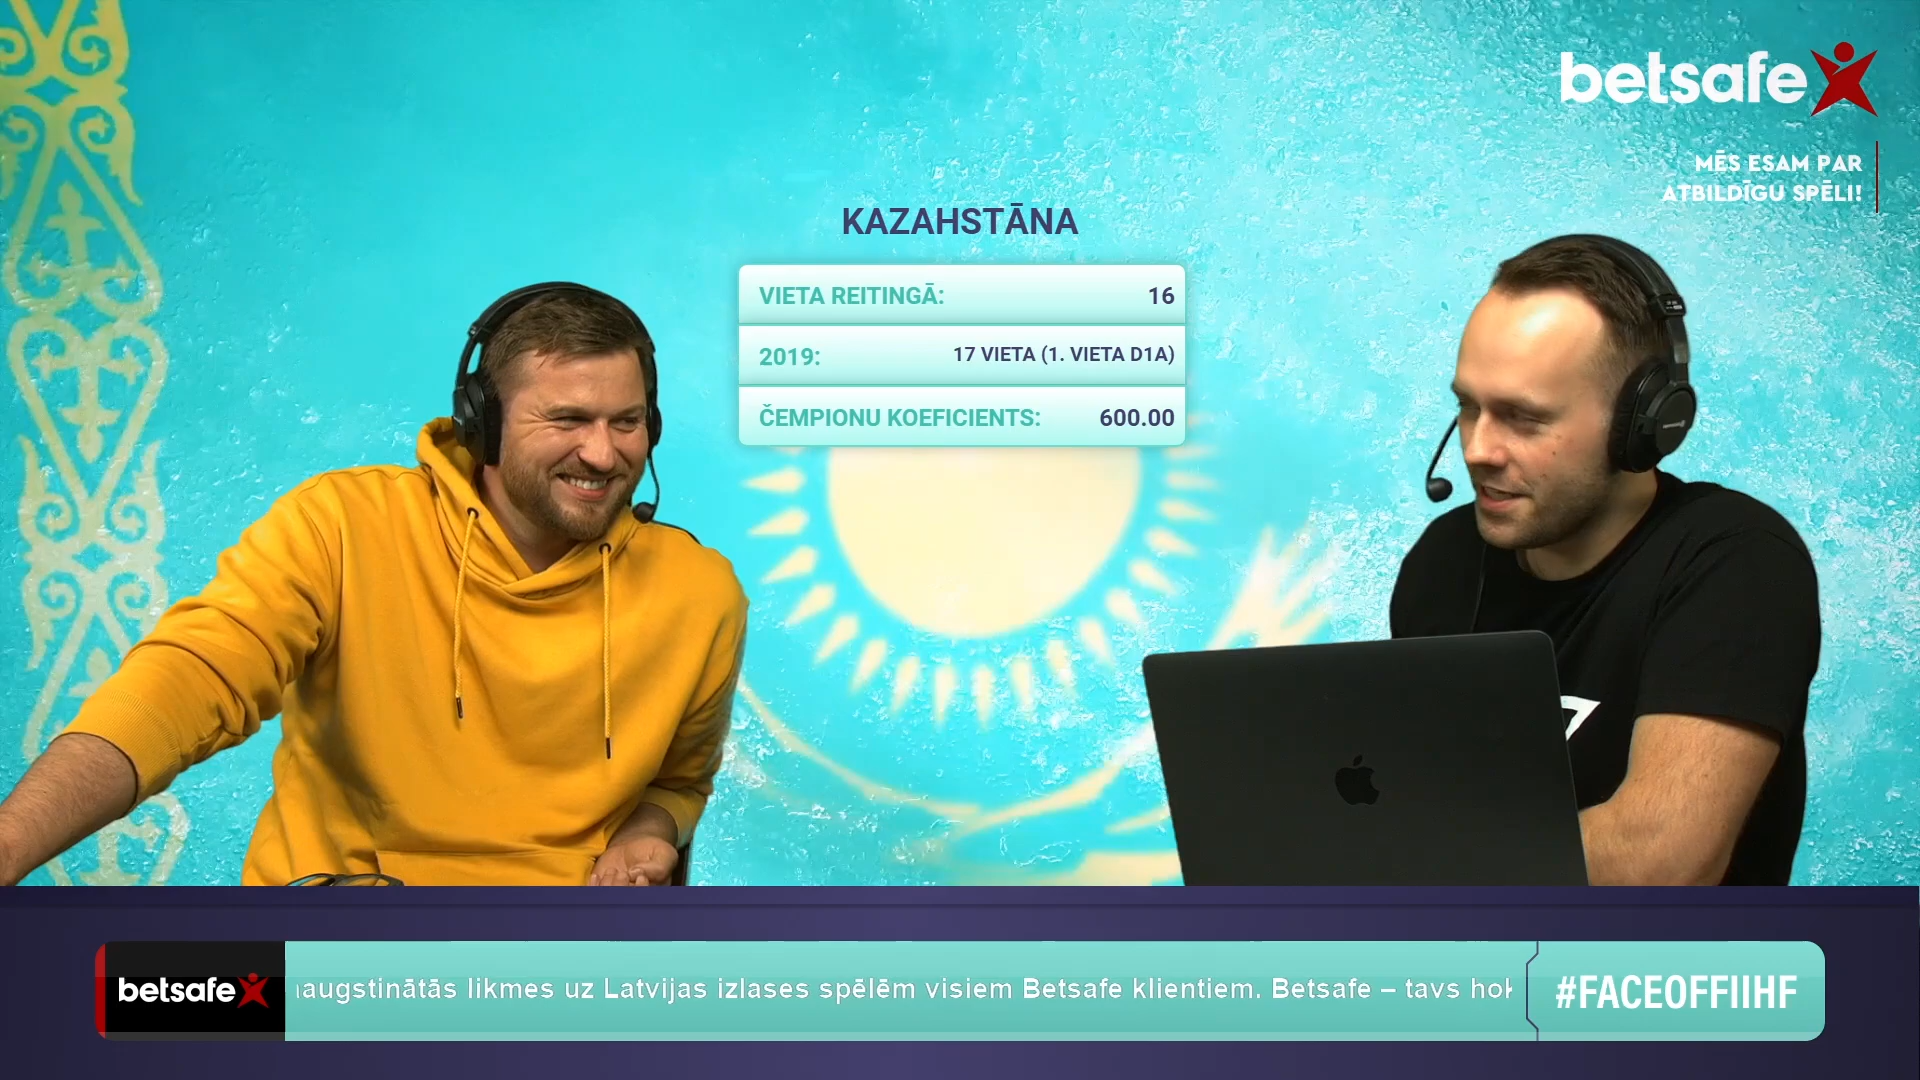 betsafe
MĒS ESAM PAR
ATBILDĪGU SPĒLI!
KAZAHSTĀNA
VIETA REITINGĀ: 16
2019: 17 VIETA (1. VIETA D1A)
ČEMPIONU KOEFICIENTS: 600.00
betsafe
likmes uz Latvijas izlases spēlēm visiem Betsafe klientiem. Betsafe – tavs
#FACEOFFIIHF